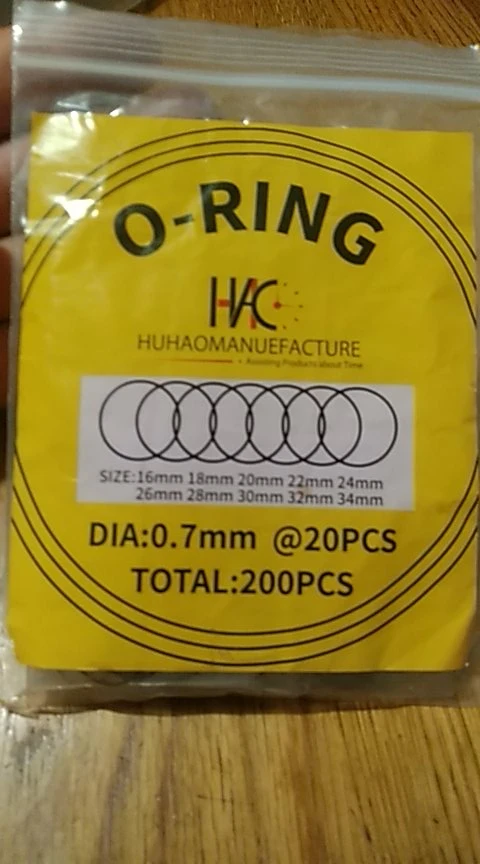 O-RING
HAC
HUHAOMANUEFACTURE
Assisting Products about Time
SIZE:16mm 18mm 20mm 22mm 24mm
26mm 28mm 30mm 32mm 34mm
DIA:0.7mm @20PCS
TOTAL:200PCS